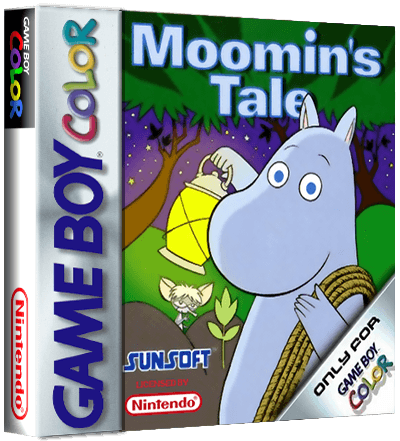 GAME BOY
COLOR
Nintendo
GAME BOY COLOR
Moomin's
Tale
SUNSOFT
Nintendo
ONLY FOR
GAME BOY
COLOR